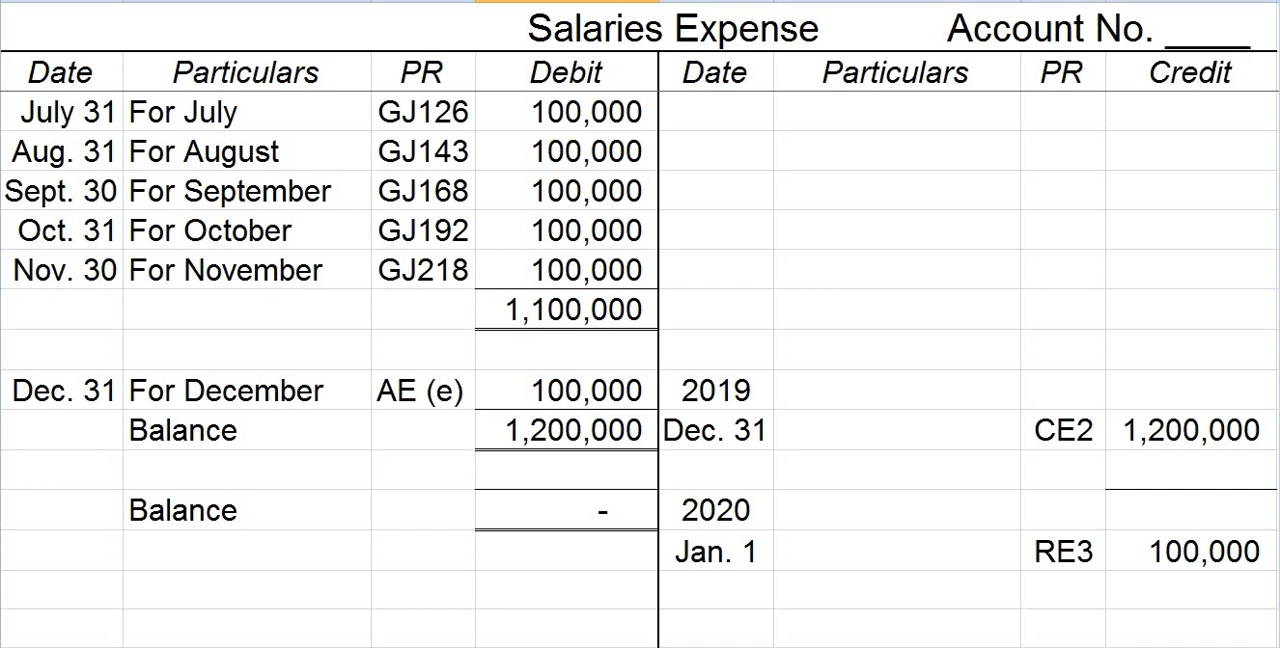 Salaries Expense Account No. ____
Date Particulars PR Debit Date Particulars PR Credit
July 31 For July GJ126 100,000
Aug. 31 For August GJ143 100,000
Sept. 30 For September GJ168 100,000
Oct. 31 For October GJ192 100,000
Nov. 30 For November GJ218 100,000
1,100,000
Dec. 31 For December AE (e) 100,000 2019
Balance 1,200,000 Dec. 31 CE2 1,200,000
Balance - 2020
Jan. 1 RE3 100,000